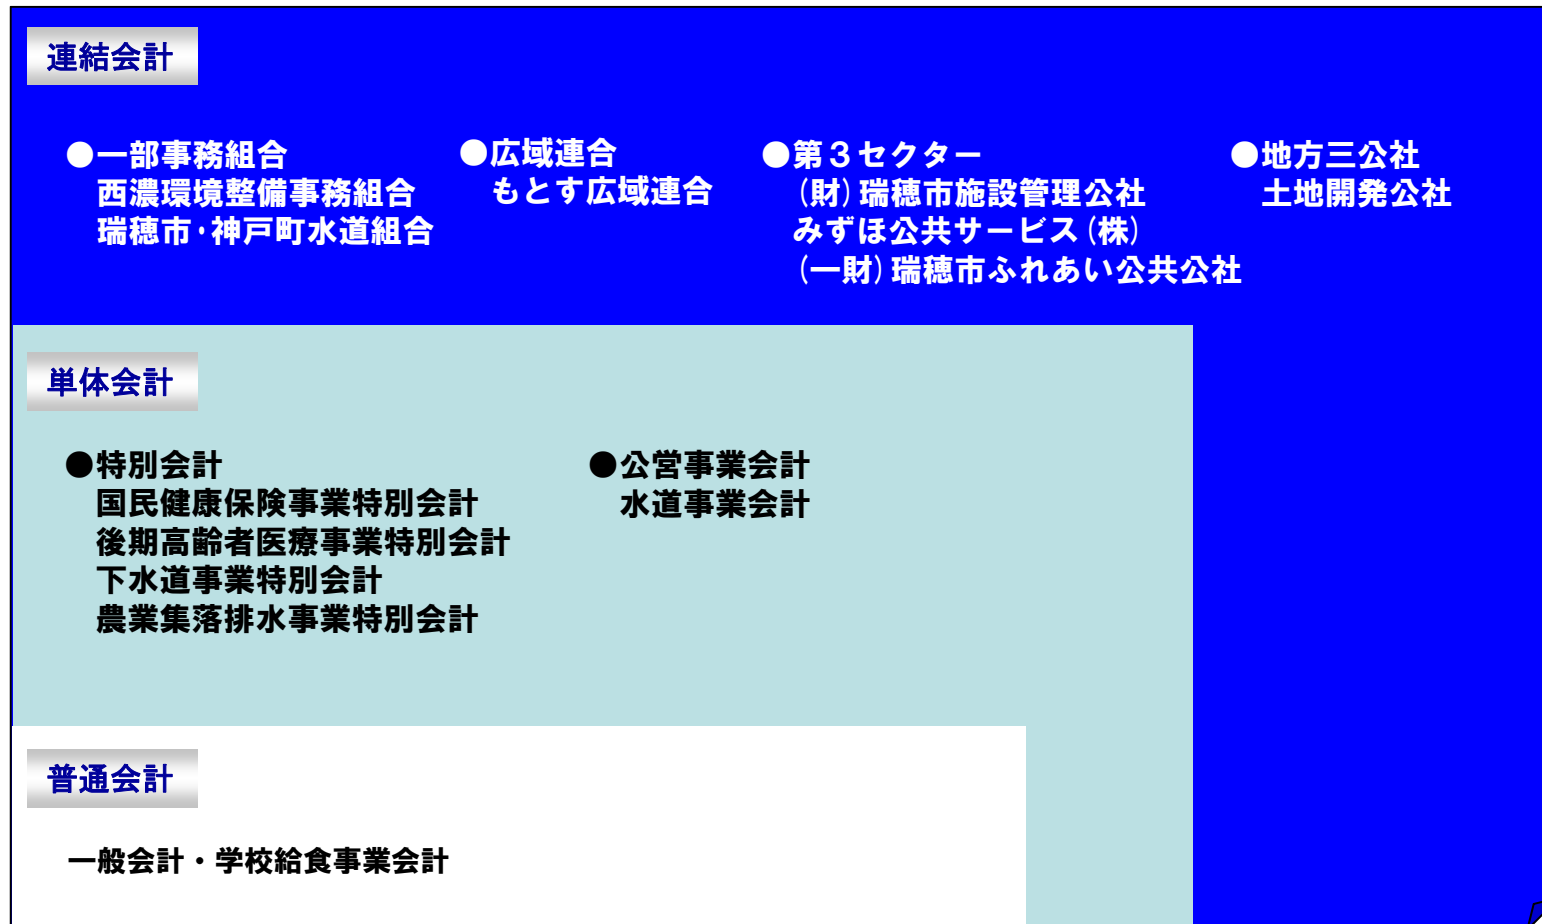 連結会計
●一部事務組合
西濃環境整備事務組合
瑞穂市・神戸町水道組合
●広域連合
もとす広域連合
●第３セクター
(財)瑞穂市施設管理公社
みずほ公共サービス(株)
(一財)瑞穂市ふれあい公共公社
●地方三公社
土地開発公社
単体会計
●特別会計
国民健康保険事業特別会計
後期高齢者医療事業特別会計
下水道事業特別会計
農業集落排水事業特別会計
●公営事業会計
水道事業会計
普通会計
一般会計・学校給食事業会計